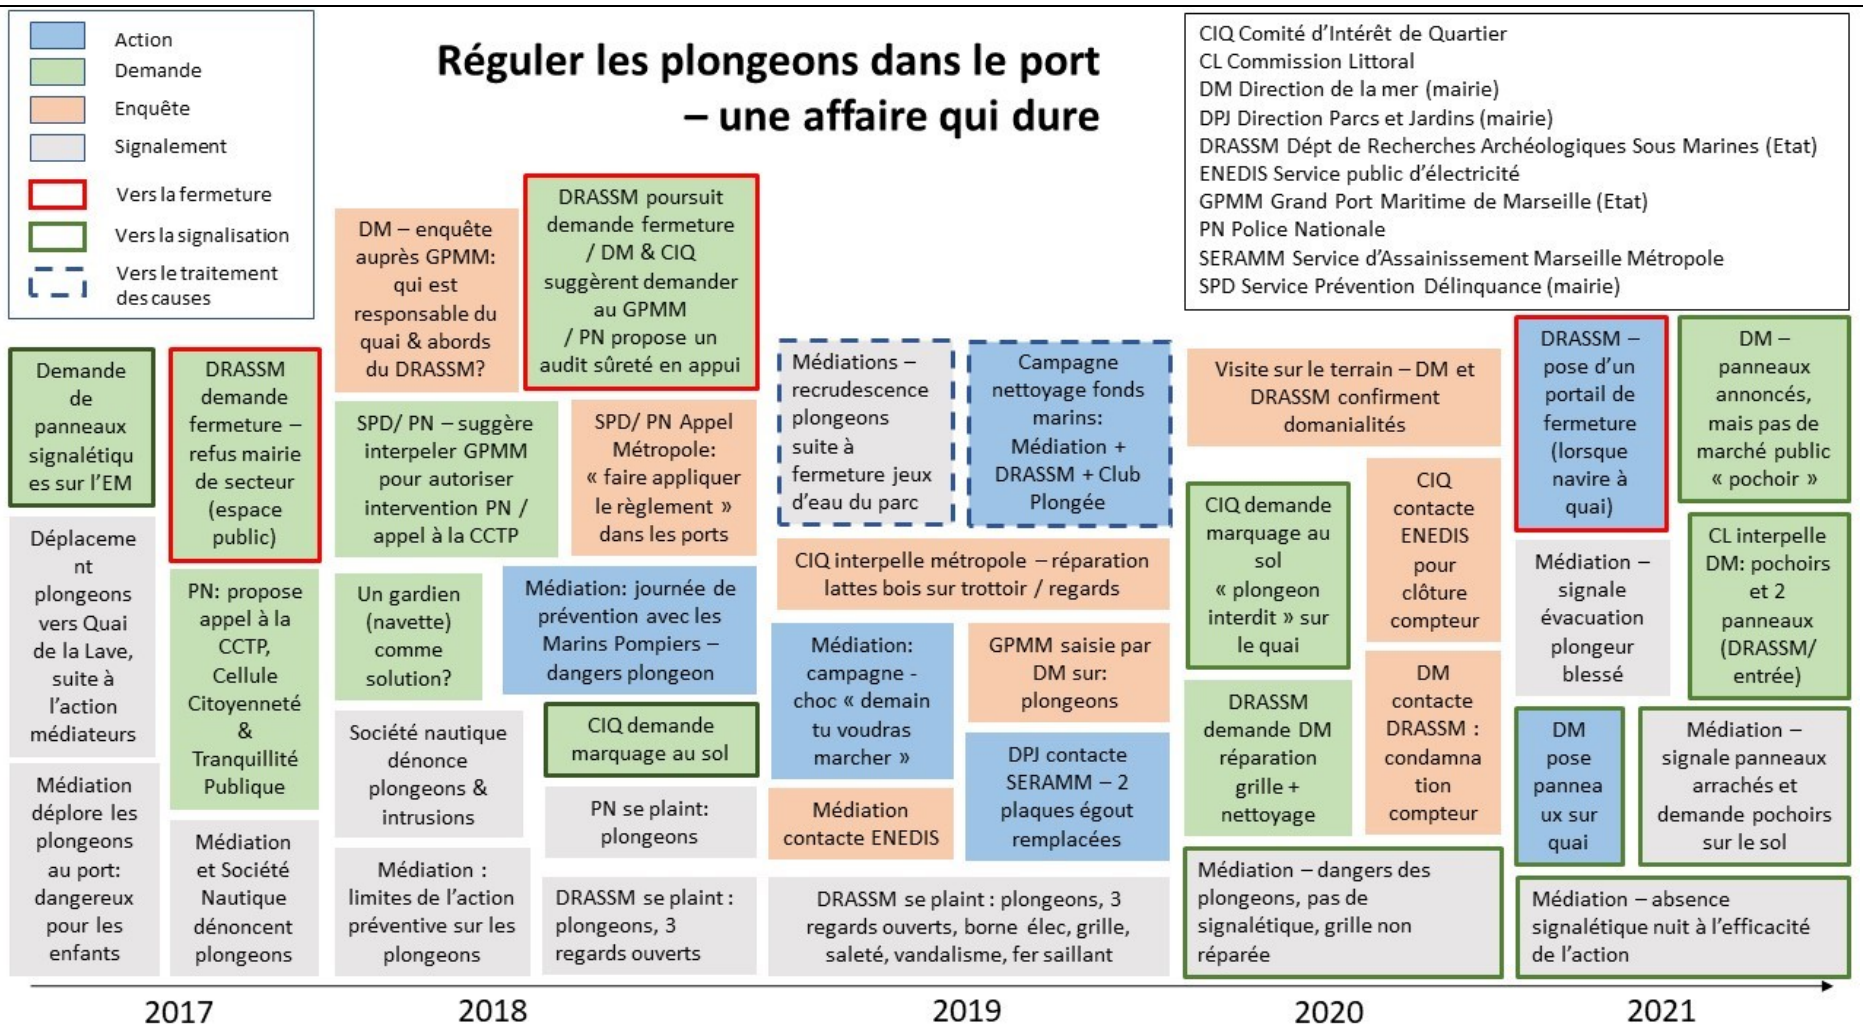 Action
Demande
Enquête
Signalement
Vers la fermeture
Vers la signalisation
Vers le traitement
des causes
Réguler les plongeons dans le port
– une affaire qui dure
CIQ Comité d’Intérêt de Quartier
CL Commission Littoral
DM Direction de la mer (mairie)
DPJ Direction Parcs et Jardins (mairie)
DRASSM Dépt de Recherches Archéologiques Sous Marines (Etat)
ENEDIS Service public d’électricité
GPMM Grand Port Maritime de Marseille (Etat)
PN Police Nationale
SERAMM Service d’Assainissement Marseille Métropole
SPD Service Prévention Délinquance (mairie)
Demande
de
panneaux
signalétiqu
es sur l’EM
Déplaceme
nt
plongeons
vers Quai
de la Lave,
suite à
l’action
médiateurs
Médiation
déplore les
plongeons
au port:
dangereux
pour les
enfants
DRASSM
demande
fermeture –
refus mairie
de secteur
(espace
public)
PN: propose
appel à la
CCTP,
Cellule
Citoyenneté
&
Tranquillité
Publique
Médiation
et Société
Nautique
dénoncent
plongeons
DM – enquête
auprès GPMM:
qui est
responsable du
quai & abords
du DRASSM?
DRASSM poursuit
demande fermeture
/ DM & CIQ
suggèrent demander
au GPMM
/ PN propose un
audit sûreté en appui
SPD/ PN – suggère
interpeler GPMM
pour autoriser
intervention PN /
appel à la CCTP
SPD/ PN Appel
Métropole:
« faire appliquer
le règlement »
dans les ports
Un gardien
(navette)
comme
solution?
Médiation: journée de
prévention avec les
Marins Pompiers –
dangers plongeon
Société nautique
dénonce
plongeons &
intrusions
CIQ demande
marquage au sol
PN se plaint:
plongeons
Médiation :
limites de l’action
préventive sur les
plongeons
DRASSM se plaint :
plongeons, 3
regards ouverts
Médiations –
recrudescence
plongeons
suite à
fermeture jeux
d’eau du parc
Campagne
nettoyage fonds
marins:
Médiation +
DRASSM + Club
Plongée
CIQ interpelle métropole – réparation
lattes bois sur trottoir / regards
Médiation:
campagne -
choc « demain
tu voudras
marcher »
GPMM saisie par
DM sur:
plongeons
DPJ contacte
SERAMM – 2
plaques égout
remplacées
Médiation
contacte ENEDIS
DRASSM se plaint : plongeons, 3
regards ouverts, borne élec, grille,
saleté, vandalisme, fer saillant
Visite sur le terrain – DM et
DRASSM confirment
domanialités
CIQ demande
marquage au
sol
« plongeon
interdit » sur
le quai
CIQ
contacte
ENEDIS
pour
clôture
compteur
DRASSM
demande DM
réparation
grille +
nettoyage
DM
contacte
DRASSM :
condamna
tion
compteur
Médiation – dangers des
plongeons, pas de
signalétique, grille non
réparée
DRASSM –
pose d’un
portail de
fermeture
(lorsque
navire à
quai)
DM –
panneaux
annoncés,
mais pas de
marché public
« pochoir »
Médiation –
signale
évacuation
plongeur
blessé
CL interpelle
DM: pochoirs
et 2
panneaux
(DRASSM/
entrée)
DM
pose
pannea
ux sur
quai
Médiation –
signale panneaux
arrachés et
demande pochoirs
sur le sol
Médiation – absence
signalétique nuit à l’efficacité
de l’action
2017
2018
2019
2020
2021